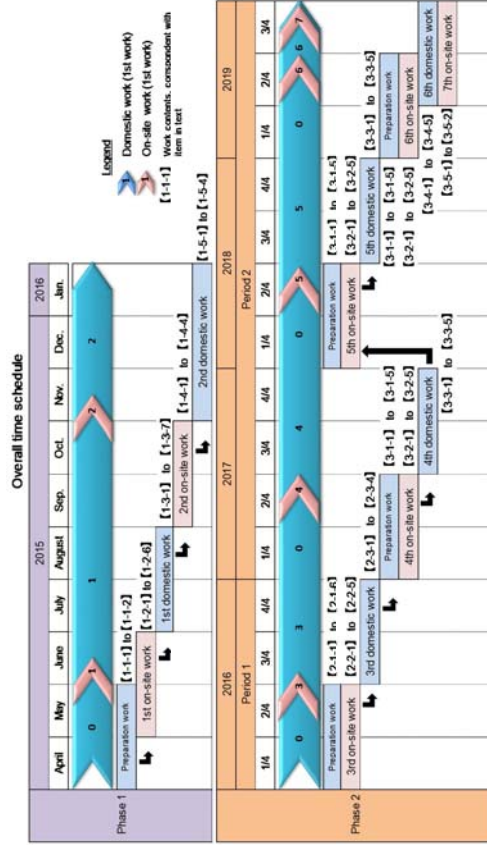 Overall time schedule
Legend
1 Domestic work (1st work)
1 On-site work (1st work)
[1-1-1] Work contents, correspondent with item in text
Phase 1
2015
2016
April
May
June
July
August
Sep.
Oct.
Nov.
Dec.
Jan.
0
1
1
2
2
Preparation work
[1-1-1] to [1-1-2]
1st on-site work
[1-2-1] to [1-2-6]
1st domestic work
[1-3-1] to [1-3-7]
2nd on-site work
[1-4-1] to [1-4-4]
2nd domestic work
[1-5-1] to [1-5-4]
Phase 2
2016
2017
2018
2019
Period 1
Period 2
1/4
2/4
3/4
4/4
1/4
2/4
3/4
4/4
1/4
2/4
3/4
4/4
1/4
2/4
3/4
0
3
3
0
4
4
0
5
5
0
6
6
7
Preparation work
[2-1-1] to [2-1-6]
3rd on-site work
[2-2-1] to [2-2-5]
3rd domestic work
[2-3-1] to [2-3-4]
Preparation work
[3-1-1] to [3-1-5]
4th on-site work
[3-2-1] to [3-2-5]
4th domestic work
[3-3-1] to [3-3-5]
Preparation work
[3-1-1] to [3-1-5]
5th on-site work
[3-2-1] to [3-2-5]
5th domestic work
[3-1-1] to [3-1-5]
[3-2-1] to [3-2-5]
[3-3-1] to [3-3-5]
Preparation work
6th on-site work
[3-4-1] to [3-4-5]
6th domestic work
[3-5-1] to [3-5-2]
7th on-site work